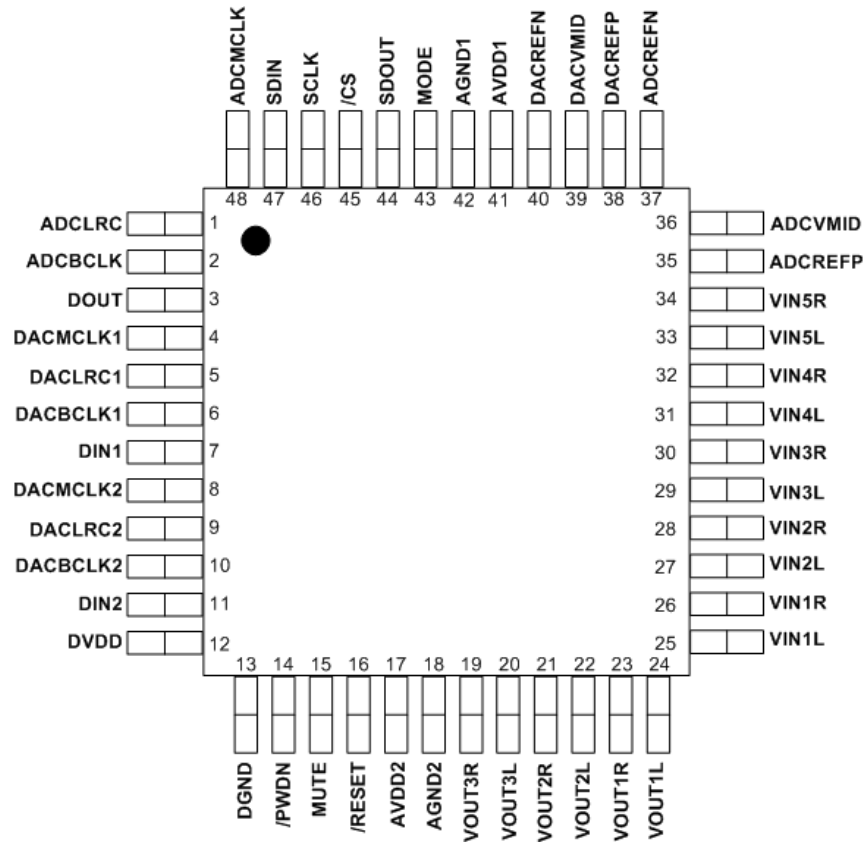 ADCMCLK
SDIN
SCLK
/CS
SDOUT
MODE
AGND1
AVDD1
DACREFN
DACVMID
DACREFP
ADCREFN
48 47 46 45 44 43 42 41 40 39 38 37
ADCLRC 1
ADCBCLK 2
DOUT 3
DACMCLK1 4
DACLRC1 5
DACBCLK1 6
DIN1 7
DACMCLK2 8
DACLRC2 9
DACBCLK2 10
DIN2 11
DVDD 12
36 ADCVMID
35 ADCREFP
34 VIN5R
33 VIN5L
32 VIN4R
31 VIN4L
30 VIN3R
29 VIN3L
28 VIN2R
27 VIN2L
26 VIN1R
25 VIN1L
13 14 15 16 17 18 19 20 21 22 23 24
DGND
/PWDN
MUTE
/RESET
AVDD2
AGND2
VOUT3R
VOUT3L
VOUT2R
VOUT2L
VOUT1R
VOUT1L